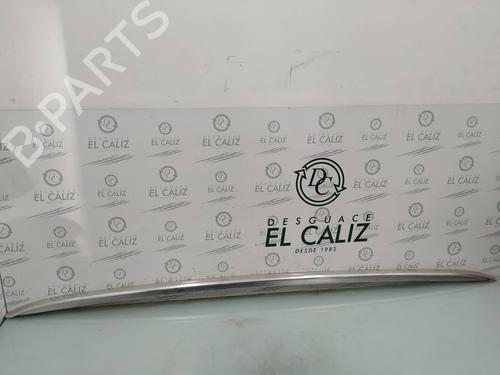 B-PARTS
DC
DESGUACE
EL CALIZ
DESDE 1982